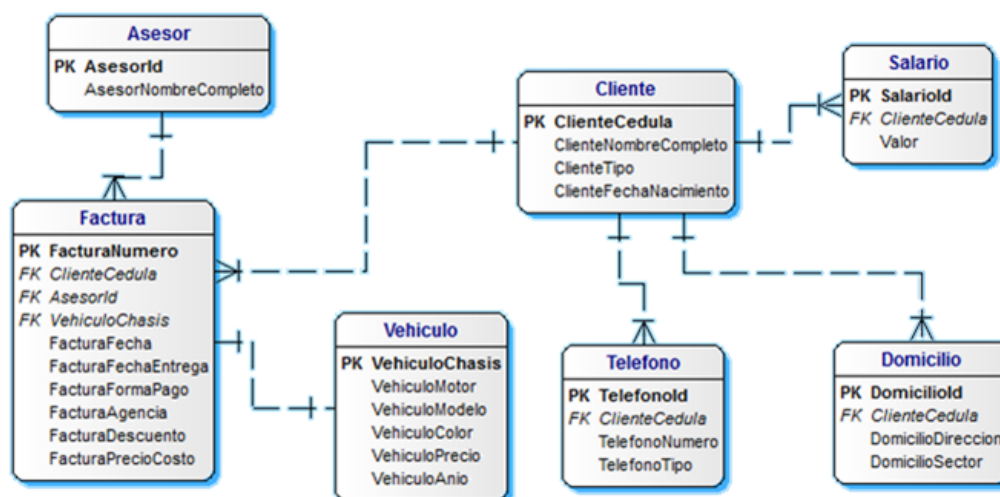 Asesor
PK AsesorId
AsesorNombreCompleto
Factura
PK FacturaNumero
FK ClienteCedula
FK AsesorId
FK VehiculoChasis
FacturaFecha
FacturaFechaEntrega
FacturaFormaPago
FacturaAgencia
FacturaDescuento
FacturaPrecioCosto
Vehiculo
PK VehiculoChasis
VehiculoMotor
VehiculoModelo
VehiculoColor
VehiculoPrecio
VehiculoAnio
Cliente
PK ClienteCedula
ClienteNombreCompleto
ClienteTipo
ClienteFechaNacimiento
Salario
PK SalarioId
FK ClienteCedula
Valor
Telefono
PK TelefonoId
FK ClienteCedula
TelefonoNumero
TelefonoTipo
Domicilio
PK DomicilioId
FK ClienteCedula
DomicilioDireccion
DomicilioSector